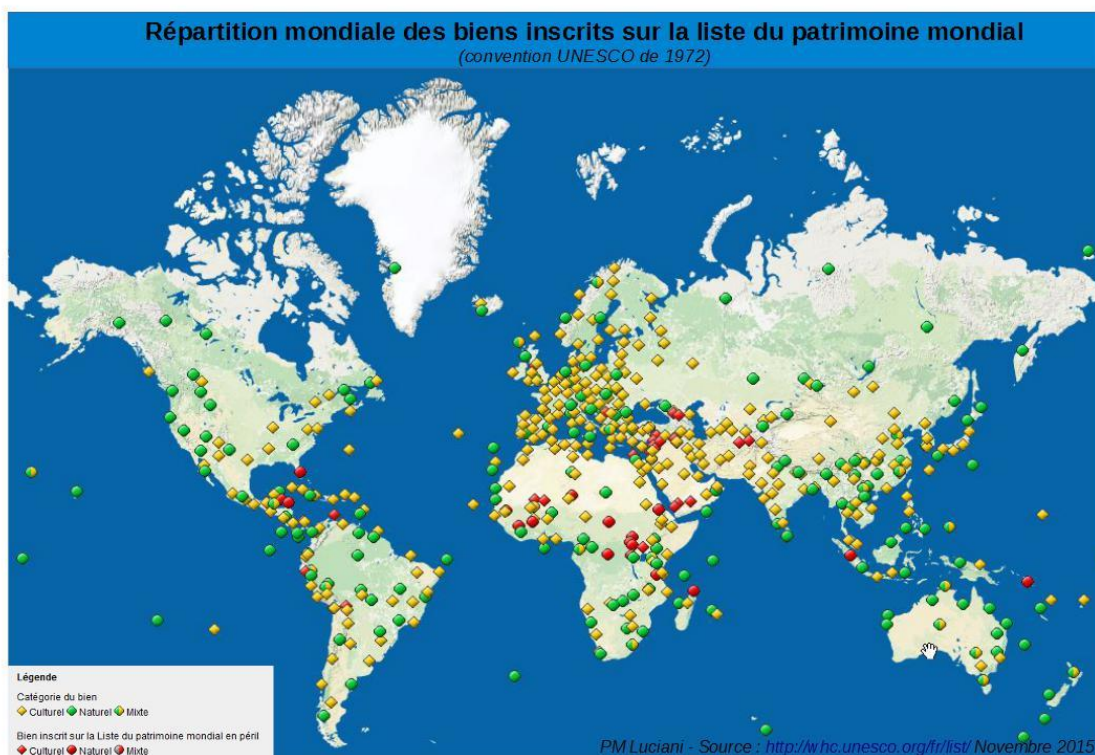 Répartition mondiale des biens inscrits sur la liste du patrimoine mondial
(convention UNESCO de 1972)
Légende
Catégorie du bien
Culturel Naturel Mixte
Bien inscrit sur la Liste du patrimoine mondial en péril
Culturel Naturel Mixte
PM Luciani - Source : http://whc.unesco.org/fr/list/ Novembre 2015